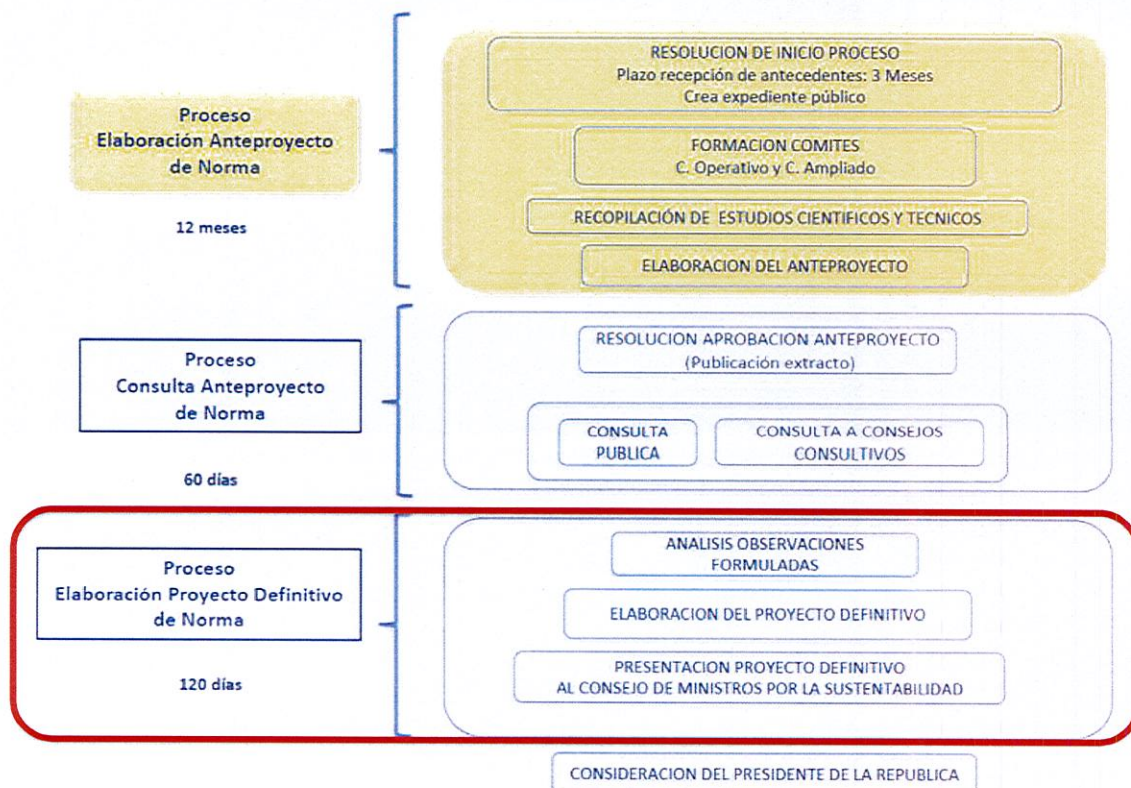 Proceso
Elaboración Anteproyecto
de Norma
12 meses
RESOLUCION DE INICIO PROCESO
Plazo recepción de antecedentes: 3 Meses
Crea expediente público
FORMACION COMITES
C. Operativo y C. Ampliado
RECOPILACIÓN DE ESTUDIOS CIENTIFICOS Y TECNICOS
ELABORACION DEL ANTEPROYECTO
Proceso
Consulta Anteproyecto
de Norma
60 días
RESOLUCION APROBACION ANTEPROYECTO
(Publicación extracto)
CONSULTA
PUBLICA
CONSULTA A CONSEJOS
CONSULTIVOS
Proceso
Elaboración Proyecto Definitivo
de Norma
120 días
ANALISIS OBSERVACIONES
FORMULADAS
ELABORACION DEL PROYECTO DEFINITIVO
PRESENTACION PROYECTO DEFINITIVO
AL CONSEJO DE MINISTROS POR LA SUSTENTABILIDAD
CONSIDERACION DEL PRESIDENTE DE LA REPUBLICA